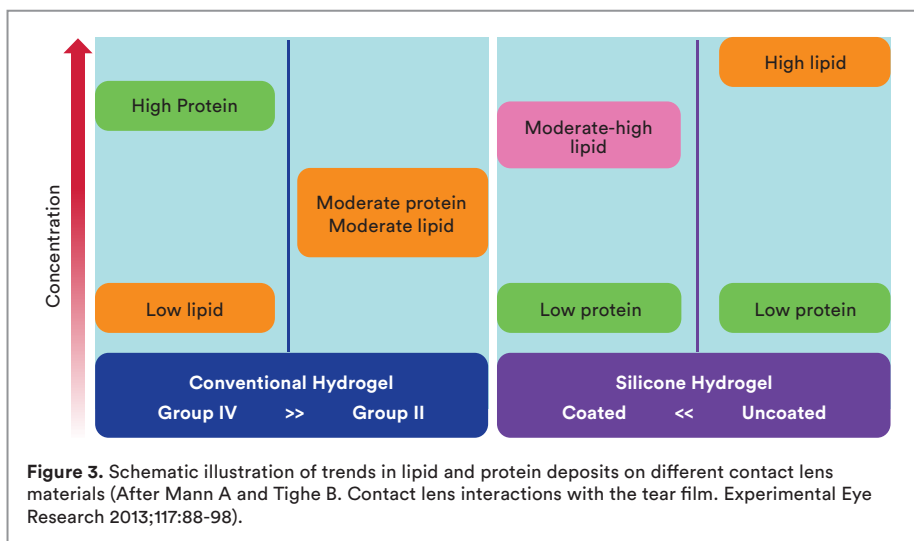 Concentration
High Protein
Low lipid
Moderate protein
Moderate lipid
Moderate-high
lipid
Low protein
High lipid
Low protein
Conventional Hydrogel
Group IV >> Group II
Silicone Hydrogel
Coated << Uncoated
Figure 3. Schematic illustration of trends in lipid and protein deposits on different contact lens
materials (After Mann A and Tighe B. Contact lens interactions with the tear film. Experimental Eye
Research 2013;117:88-98).